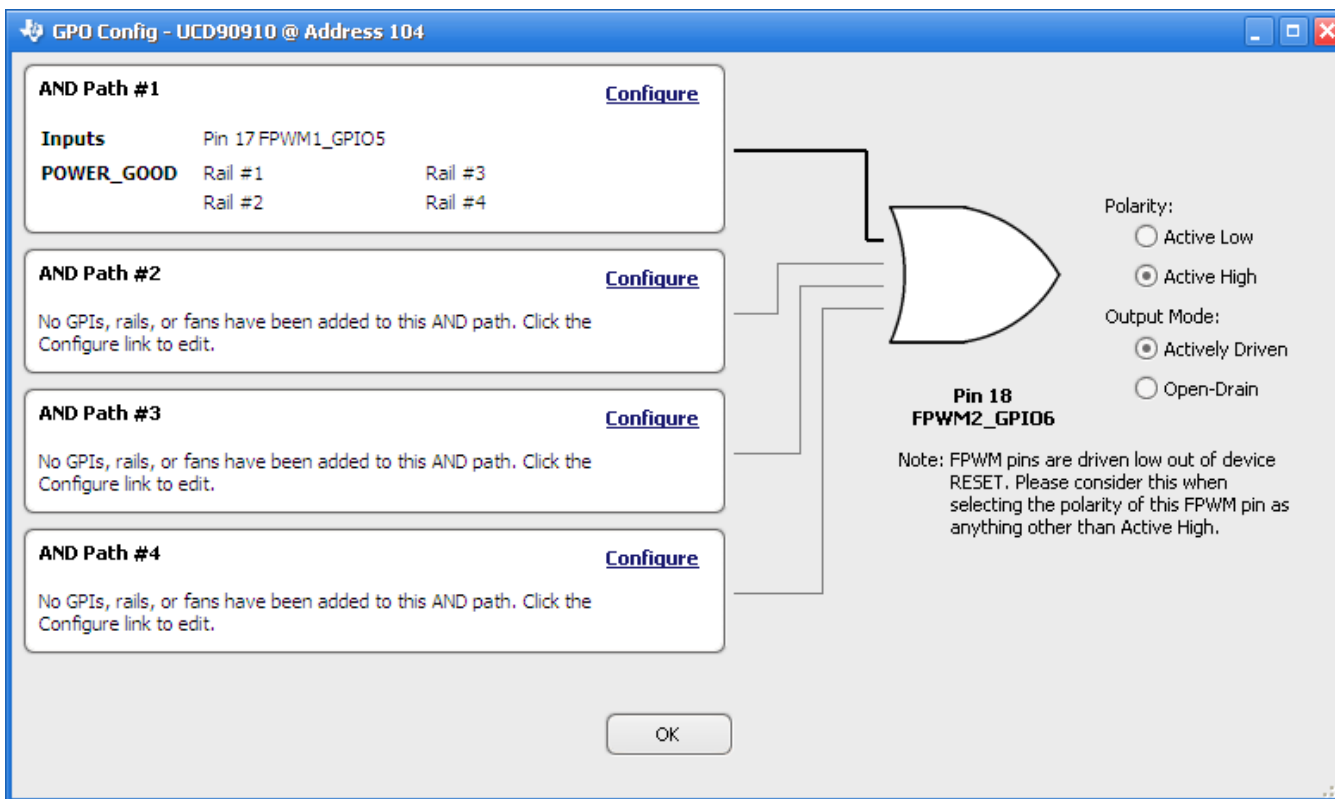 GPO Config - UCD90910 @ Address 104
AND Path #1
Configure
Inputs Pin 17 FPWM1_GPIO5
POWER_GOOD Rail #1 Rail #3
Rail #2 Rail #4
AND Path #2
Configure
No GPIs, rails, or fans have been added to this AND path. Click the
Configure link to edit.
AND Path #3
Configure
No GPIs, rails, or fans have been added to this AND path. Click the
Configure link to edit.
AND Path #4
Configure
No GPIs, rails, or fans have been added to this AND path. Click the
Configure link to edit.
Polarity:
Active Low
Active High
Output Mode:
Actively Driven
Open-Drain
Pin 18
FPWM2_GPIO6
Note: FPWM pins are driven low out of device
RESET. Please consider this when
selecting the polarity of this FPWM pin as
anything other than Active High.
OK